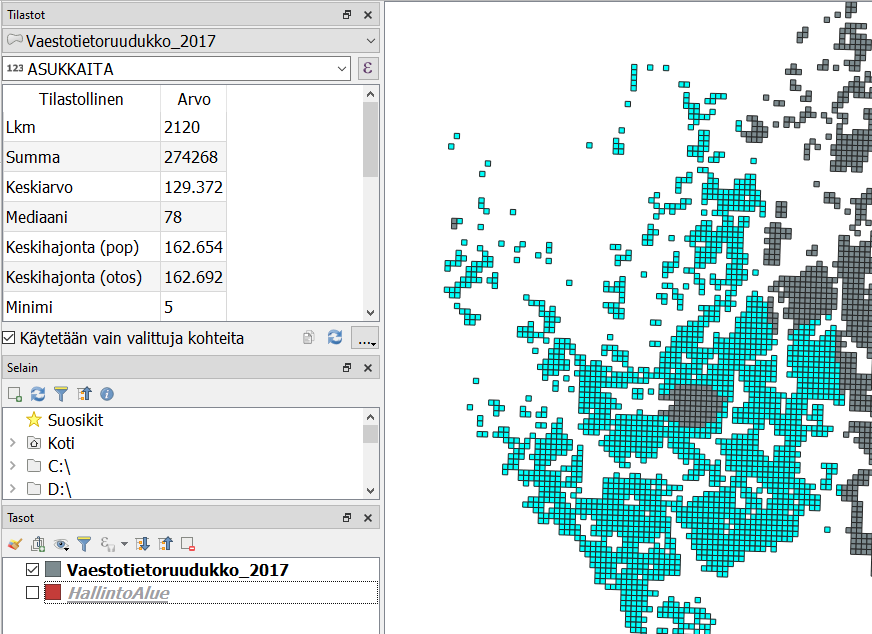 Tilastot
Vaestotietoruudukko_2017
123 ASUKKAITA
ε
Tilastollinen Arvo
Lkm 2120
Summa 274268
Keskiarvo 129.372
Mediaani 78
Keskihajonta (pop) 162.654
Keskihajonta (otos) 162.692
Minimi 5
Käytetään vain valittuja kohteita
...
Selain
Suosikit
Koti
C:\
D:\
Tasot
Vaestotietoruudukko_2017
HallintoAlue